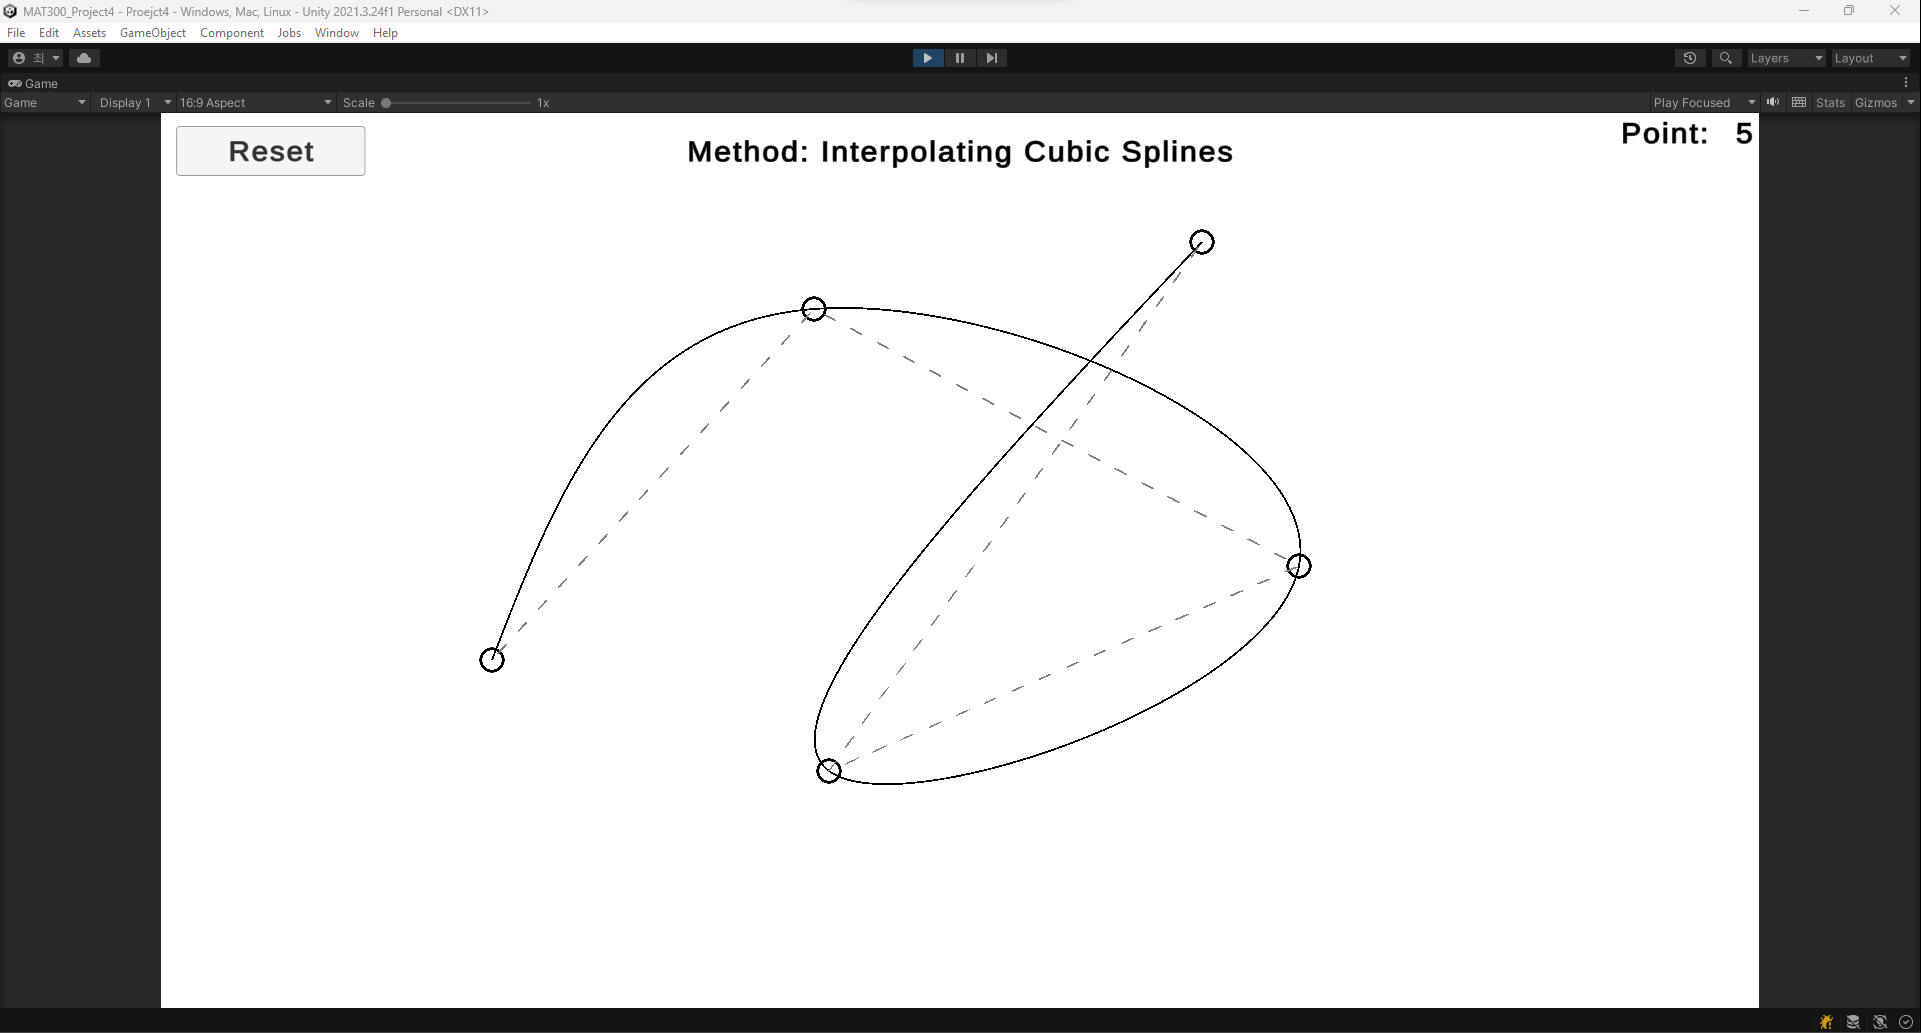 MAT300_Project4 - Proejct4 - Windows, Mac, Linux - Unity 2021.3.24f1 Personal <DX11>
File Edit Assets GameObject Component Jobs Window Help
최 Layers Layout
Game
Game Display 1 16:9 Aspect Scale 1x Play Focused Stats Gizmos
Reset Method: Interpolating Cubic Splines Point: 5